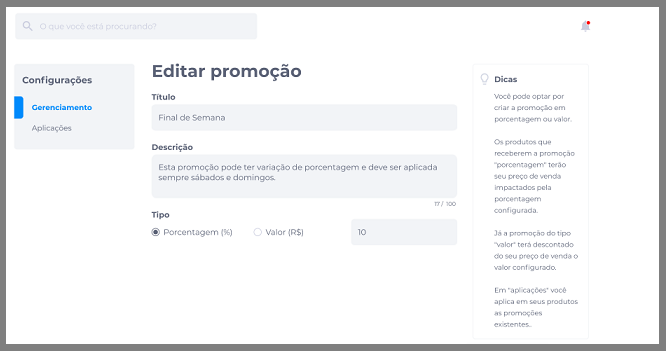 O que você está procurando?
Configurações
Gerenciamento
Aplicações
Editar promoção
Título
Final de Semana
Descrição
Esta promoção pode ter variação de porcentagem e deve ser aplicada
sempre sábados e domingos.
17 / 100
Tipo
Porcentagem (%)
Valor (R$)
10
Dicas
Você pode optar por
criar a promoção em
porcentagem ou valor.
Os produtos que
receberem a promoção
"porcentagem" terão
seu preço de venda
impactados pela
porcentagem
configurada.
Já a promoção do tipo
"valor" terá descontado
do seu preço de venda o
valor configurado.
Em "aplicações" você
aplica em seus produtos
as promoções
existentes..